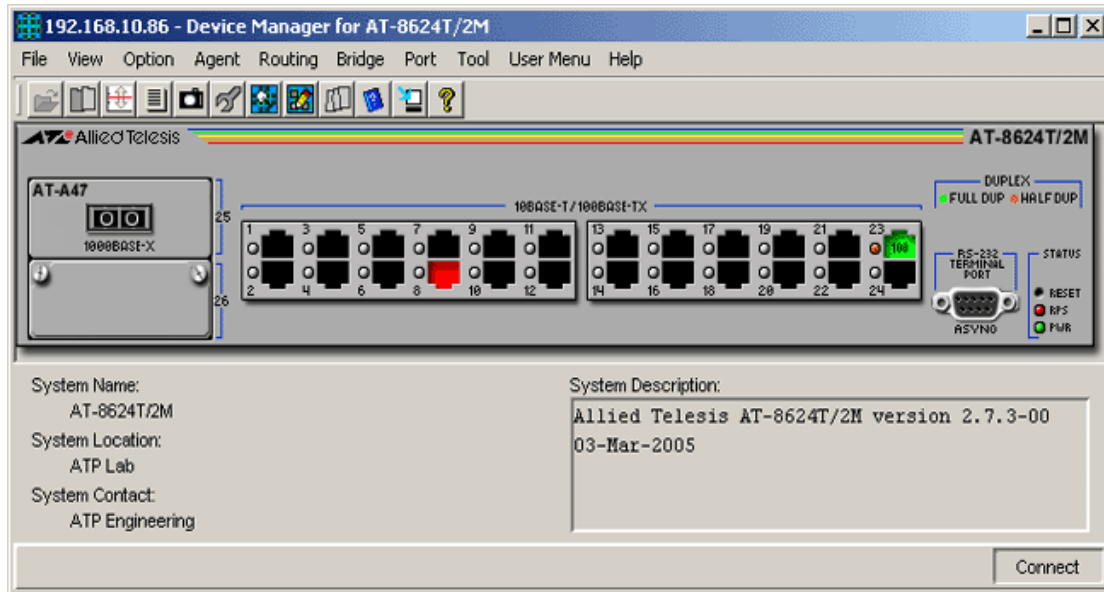 192.168.10.86 - Device Manager for AT-8624T/2M
File View Option Agent Routing Bridge Port Tool User Menu Help
Allied Telesis
AT-8624T/2M
AT-A47
1000BASE-X
25
26
10BASE-T/100BASE-TX
1 3 5 7 9 11 13 15 17 19 21 23
100
2 4 6 8 10 12 14 16 18 20 22 24
DUPLEX
FULL DUP HALF DUP
RS-232
TERMINAL
PORT
ASYN0
STATUS
RESET
RPS
PWR
System Name:
AT-8624T/2M
System Location:
ATP Lab
System Contact:
ATP Engineering
System Description:
Allied Telesis AT-8624T/2M version 2.7.3-00
03-Mar-2005
Connect